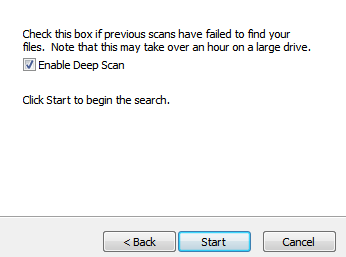 Check this box if previous scans have failed to find your
files.  Note that this may take over an hour on a large drive.
Enable Deep Scan
Click Start to begin the search.
< Back
Start
Cancel